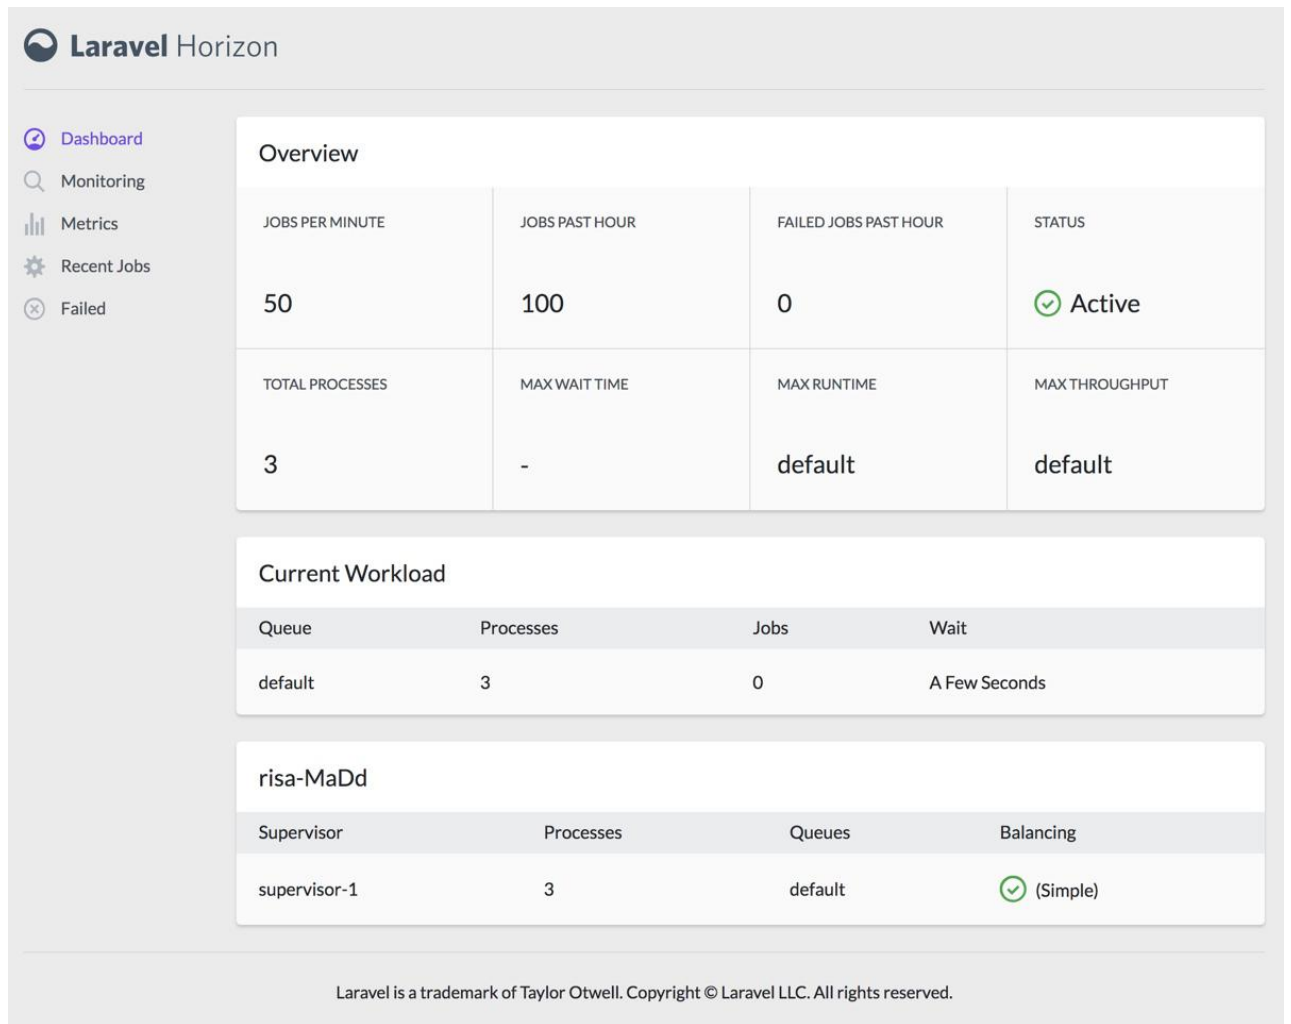 Laravel Horizon
Dashboard
Monitoring
Metrics
Recent Jobs
Failed
Overview
JOBS PER MINUTE JOBS PAST HOUR FAILED JOBS PAST HOUR STATUS
50 100 0 Active
TOTAL PROCESSES MAX WAIT TIME MAX RUNTIME MAX THROUGHPUT
3 - default default
Current Workload
Queue Processes Jobs Wait
default 3 0 A Few Seconds
risa-MaDd
Supervisor Processes Queues Balancing
supervisor-1 3 default (Simple)
Laravel is a trademark of Taylor Otwell. Copyright © Laravel LLC. All rights reserved.